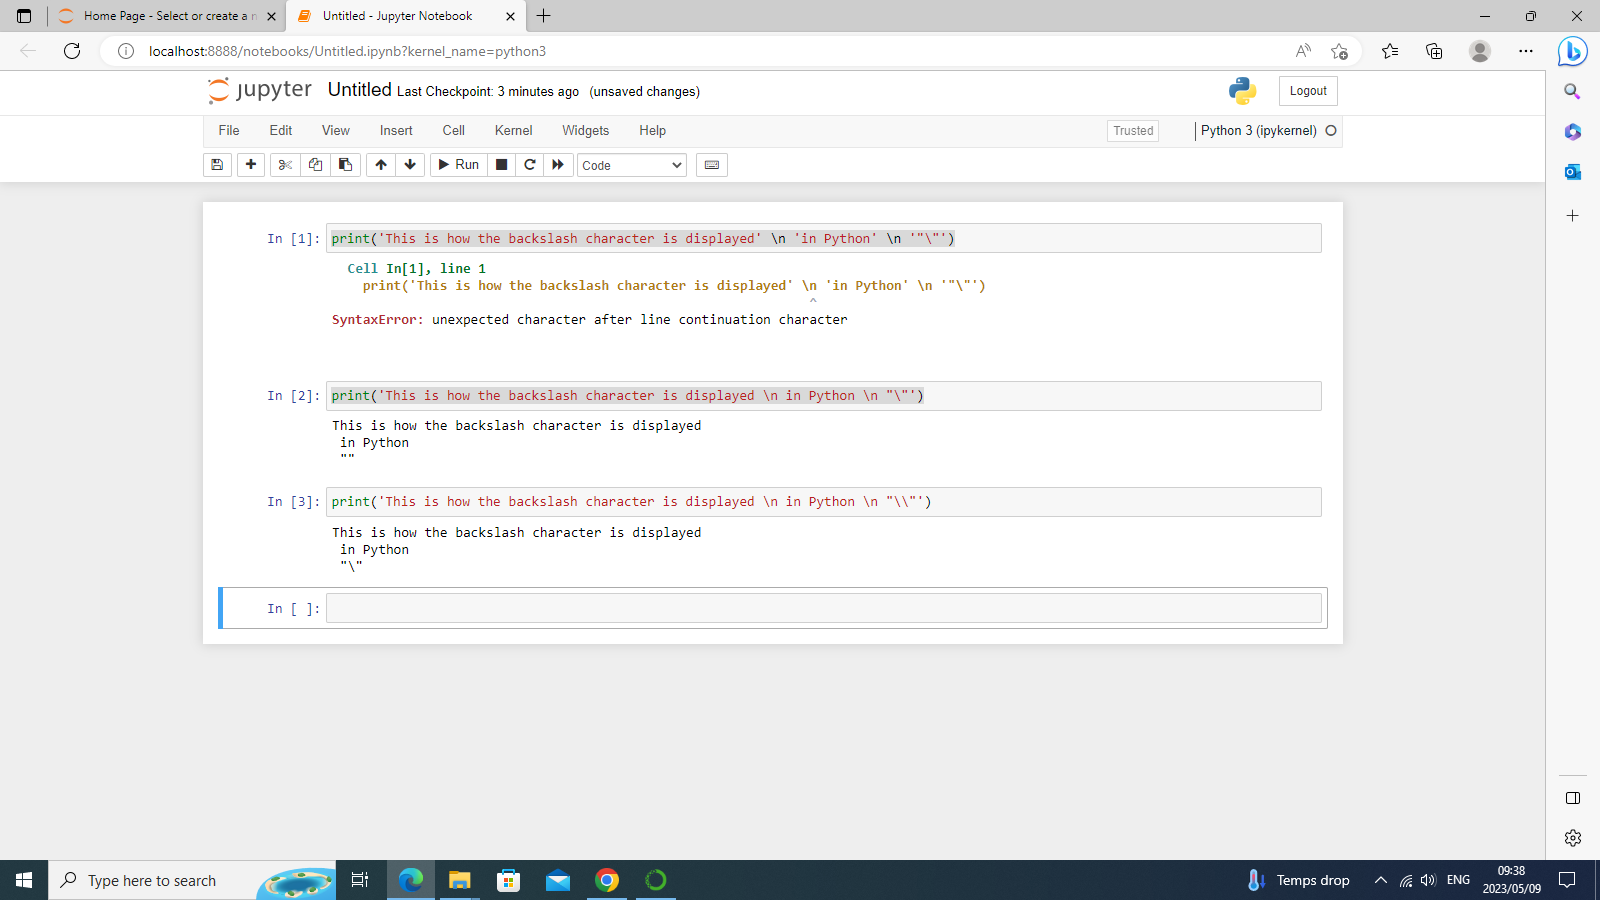 Home Page - Select or create a n
Untitled - Jupyter Notebook
localhost:8888/notebooks/Untitled.ipynb?kernel_name=python3
jupyter Untitled Last Checkpoint: 3 minutes ago (unsaved changes)
Logout
File Edit View Insert Cell Kernel Widgets Help Trusted Python 3 (ipykernel)
Run Code
In [1]: print('This is how the backslash character is displayed' \n 'in Python' \n '"\"')
Cell In[1], line 1
print('This is how the backslash character is displayed' \n 'in Python' \n '"\"')
^
SyntaxError: unexpected character after line continuation character
In [2]: print('This is how the backslash character is displayed \n in Python \n "\"')
This is how the backslash character is displayed
in Python
""
In [3]: print('This is how the backslash character is displayed \n in Python \n "\\"')
This is how the backslash character is displayed
in Python
"\"
In [ ]:
Type here to search
Temps drop
ENG
09:38
2023/05/09